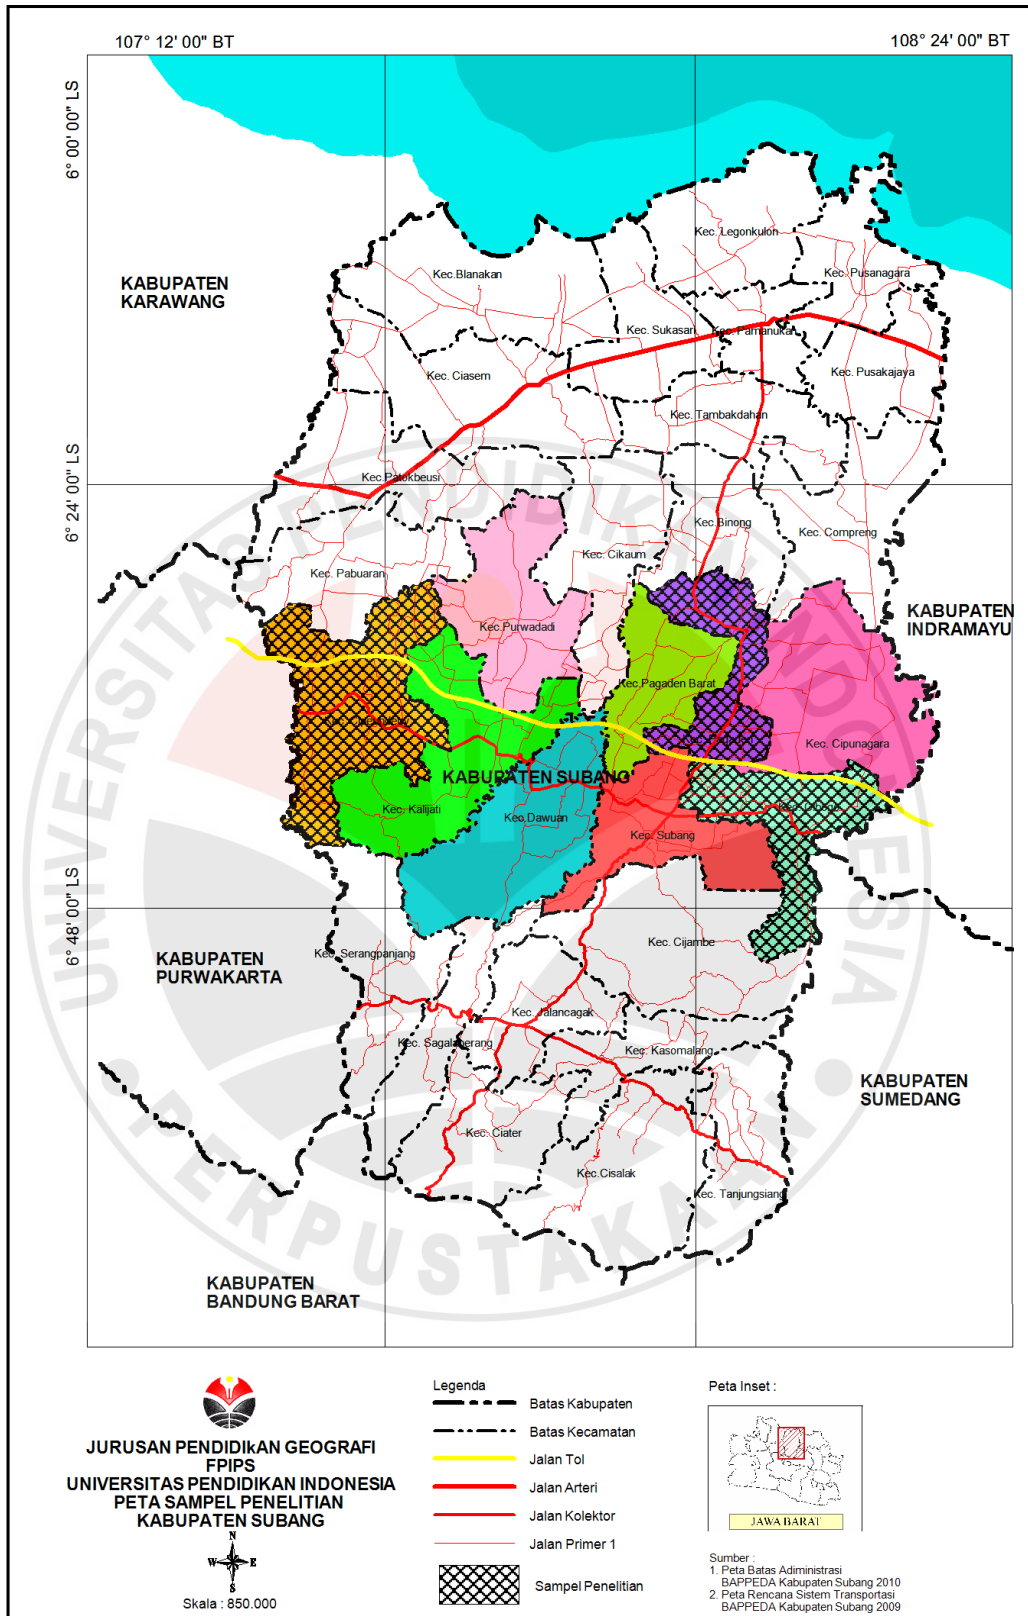 107° 12' 00" BT
108° 24' 00" BT
6° 00' 00" LS
6° 24' 00" LS
6° 48' 00" LS
KABUPATEN
KARAWANG
Kec. Legonkulon
Kec.Blanakan
Kec. Pusanagara
Kec. Sukasari
Kec. Pamanukan
Kec. Ciasem
Kec. Pusakajaya
Kec. Tambakdahan
Kec.Patokbeusi
Kec.Binong
Kec. Compreng
Kec. Cikaum
Kec. Pabuaran
KABUPATEN
INDRAMAYU
Kec.Purwadadi
Kec.Pagaden Barat
Kec. Cipunagara
KABUPATEN SUBANG
Kec. Kalijati
Kec.Dawuan
Kec. Subang
Kec. Cijambe
Kec. Serangpanjang
KABUPATEN
PURWAKARTA
Kec. Jalancagak
Kec. Sagalaherang
Kec. Kasomalang
KABUPATEN
SUMEDANG
Kec. Ciater
Kec.Cisalak
Kec. Tanjungsiang
KABUPATEN
BANDUNG BARAT
UNIVERSITAS PENDIDIKAN INDONESIA
PERPUSTAKAAN
JURUSAN PENDIDIKAN GEOGRAFI
FPIPS
UNIVERSITAS PENDIDIKAN INDONESIA
PETA SAMPEL PENELITIAN
KABUPATEN SUBANG
N
W
E
S
Skala : 850.000
Legenda
Batas Kabupaten
Batas Kecamatan
Jalan Tol
Jalan Arteri
Jalan Kolektor
Jalan Primer 1
Sampel Penelitian
Peta Inset :
JAWA BARAT
Sumber :
1. Peta Batas Adiministrasi
BAPPEDA Kabupaten Subang 2010
2. Peta Rencana Sistem Transportasi
BAPPEDA Kabupaten Subang 2009